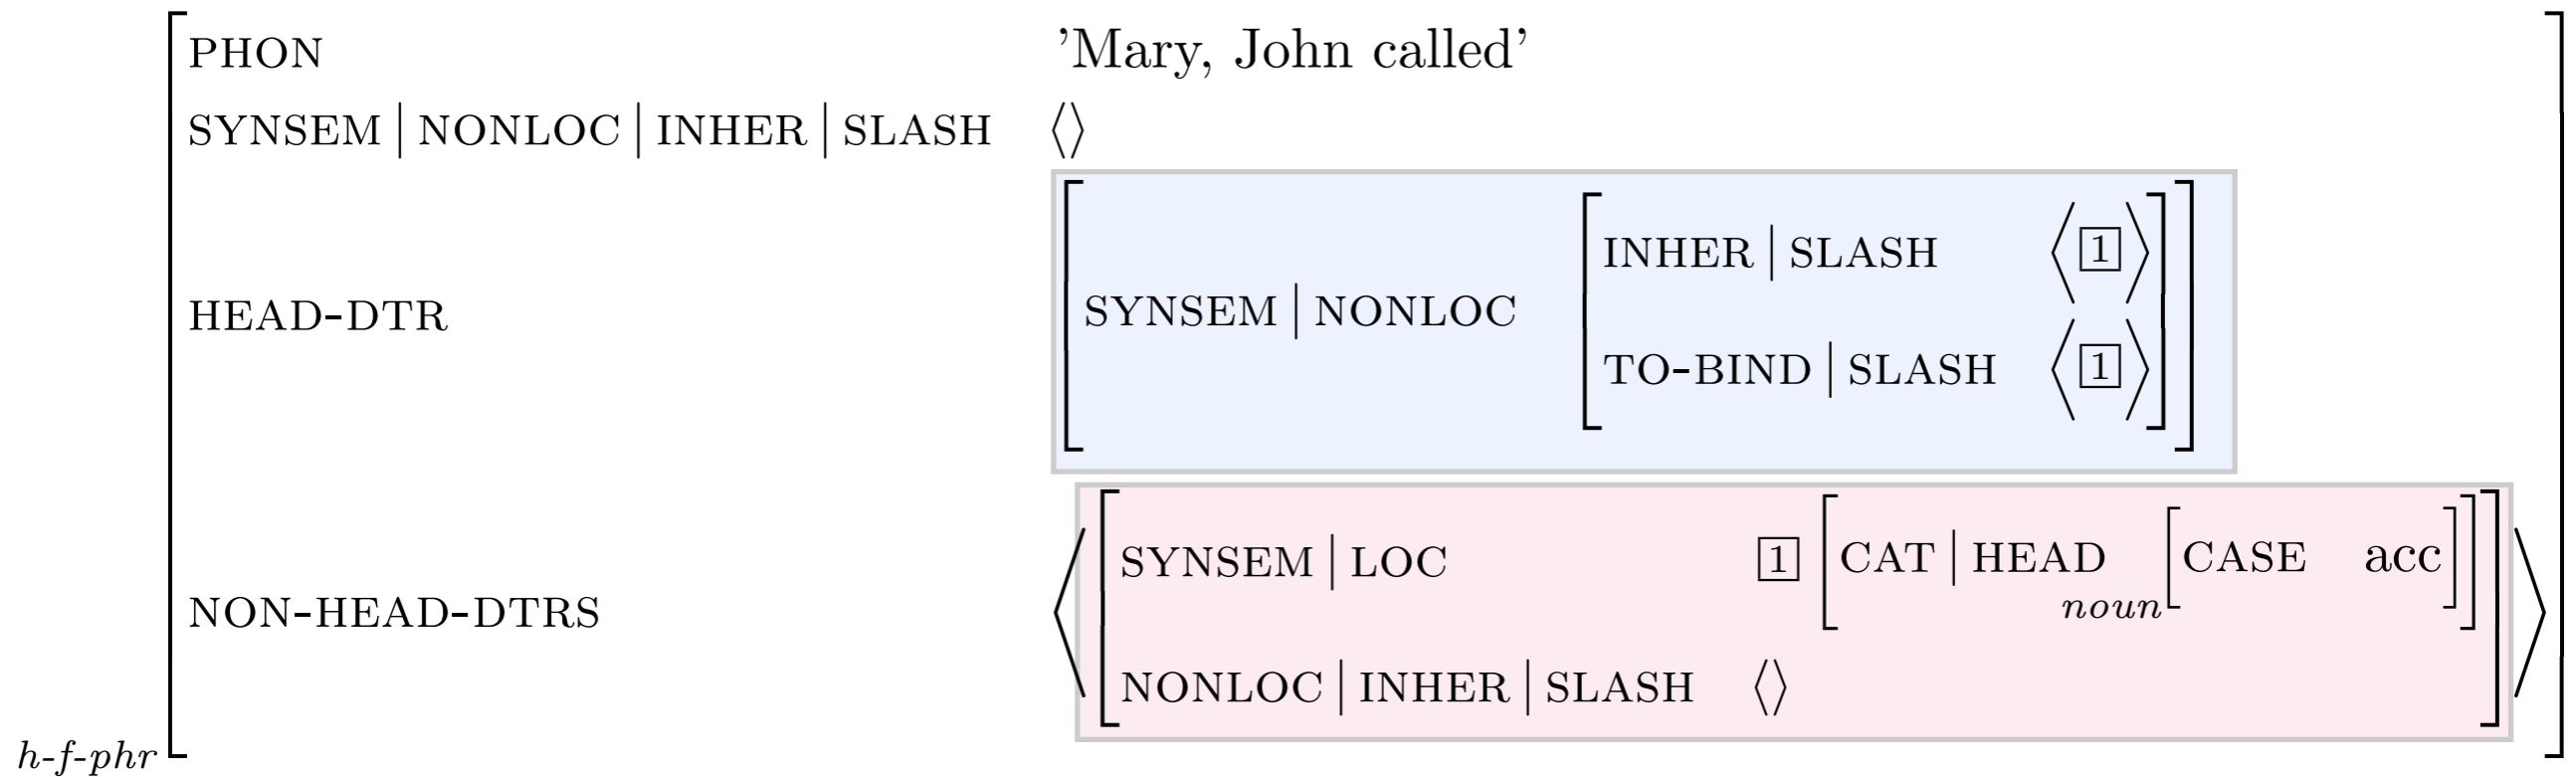 PHON ’Mary, John called’
SYNSEM | NONLOC | INHER | SLASH ⟨⟩
HEAD-DTR
SYNSEM | NONLOC
INHER | SLASH ⟨1⟩
TO-BIND | SLASH ⟨1⟩
NON-HEAD-DTRS
SYNSEM | LOC 1 [CAT | HEAD noun[CASE acc]]
NONLOC | INHER | SLASH ⟨⟩
h-f-phr